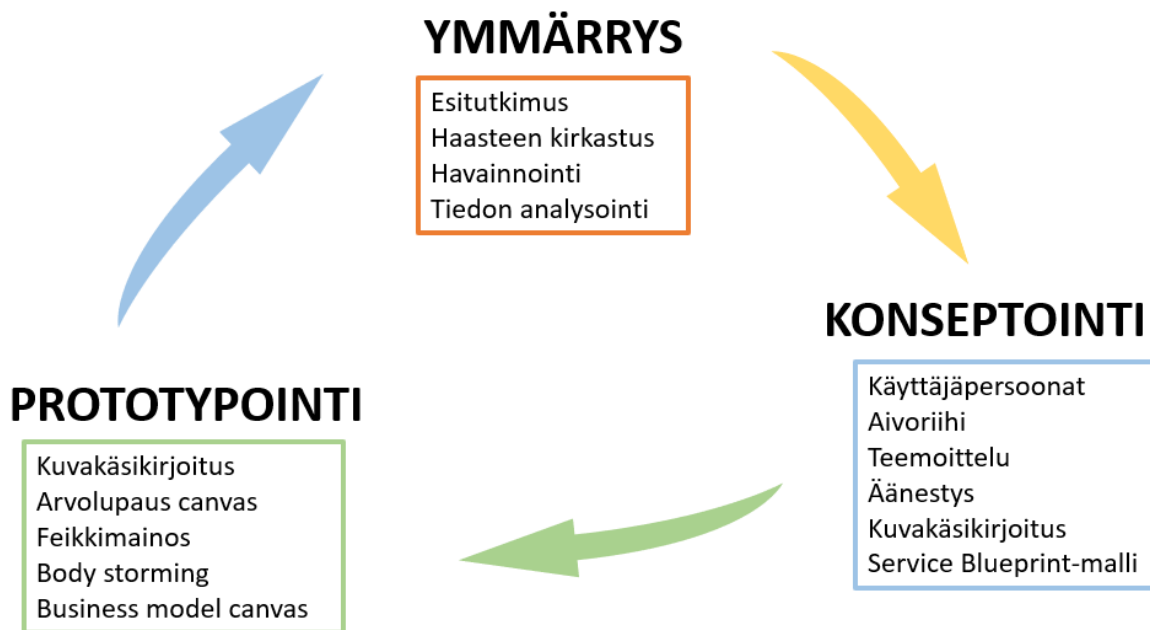 YMMÄRRYS
Esitutkimus
Haasteen kirkastus
Havainnointi
Tiedon analysointi
KONSEPTOINTI
Käyttäjäpersoonat
Aivoriihi
Teemoittelu
Äänestys
Kuvakäsikirjoitus
Service Blueprint-malli
PROTOTYPOINTI
Kuvakäsikirjoitus
Arvolupaus canvas
Feikkimainos
Body storming
Business model canvas